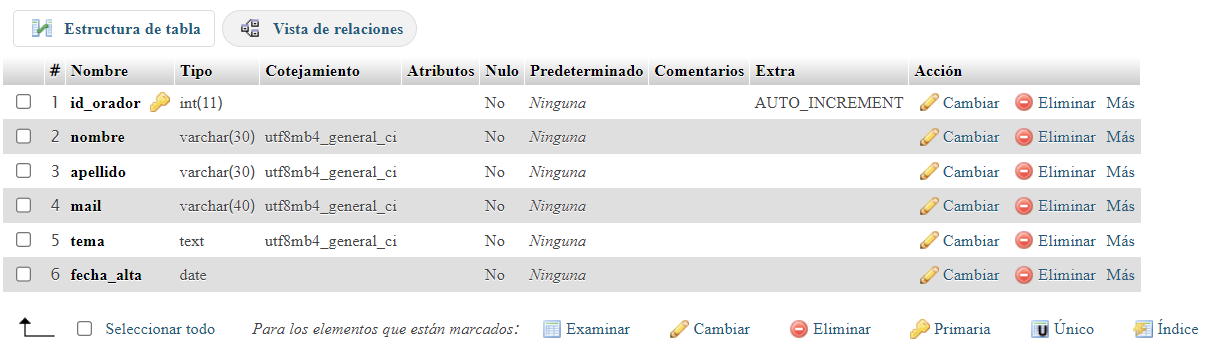 Estructura de tabla Vista de relaciones
# Nombre Tipo Cotejamiento Atributos Nulo Predeterminado Comentarios Extra Acción
1 id_orador int(11) No Ninguna AUTO_INCREMENT Cambiar Eliminar Más
2 nombre varchar(30) utf8mb4_general_ci No Ninguna Cambiar Eliminar Más
3 apellido varchar(30) utf8mb4_general_ci No Ninguna Cambiar Eliminar Más
4 mail varchar(40) utf8mb4_general_ci No Ninguna Cambiar Eliminar Más
5 tema text utf8mb4_general_ci No Ninguna Cambiar Eliminar Más
6 fecha_alta date No Ninguna Cambiar Eliminar Más
Seleccionar todo Para los elementos que están marcados: Examinar Cambiar Eliminar Primaria U Único Índice